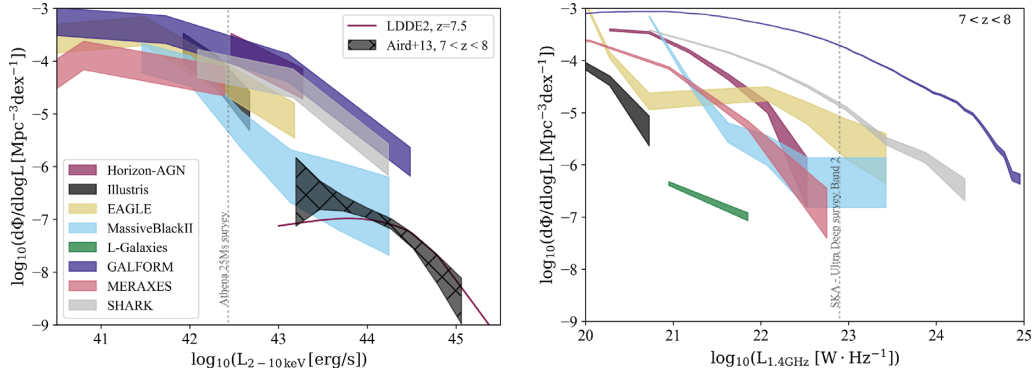 −3
−4
−5
−6
−7
−8
−9
log₁₀(dΦ/dlogL [Mpc⁻³dex⁻¹]
LDDE2, z=7.5
Aird+13, 7 < z < 8
Horizon-AGN
Illustris
EAGLE
MassiveBlackII
L-Galaxies
GALFORM
MERAXES
SHARK
Athena 25Ms survey
41 42 43 44 45
log₁₀(L₂₋₁₀ₖₑᵥ [erg/s])
−3
−4
−5
−6
−7
−8
−9
log₁₀(dΦ/dlogL [Mpc⁻³dex⁻¹]
7 < z < 8
SKA - Ultra Deep survey Band 2
20 21 22 23 24 25
log₁₀(L₁.₄GHz) [W · Hz⁻¹])